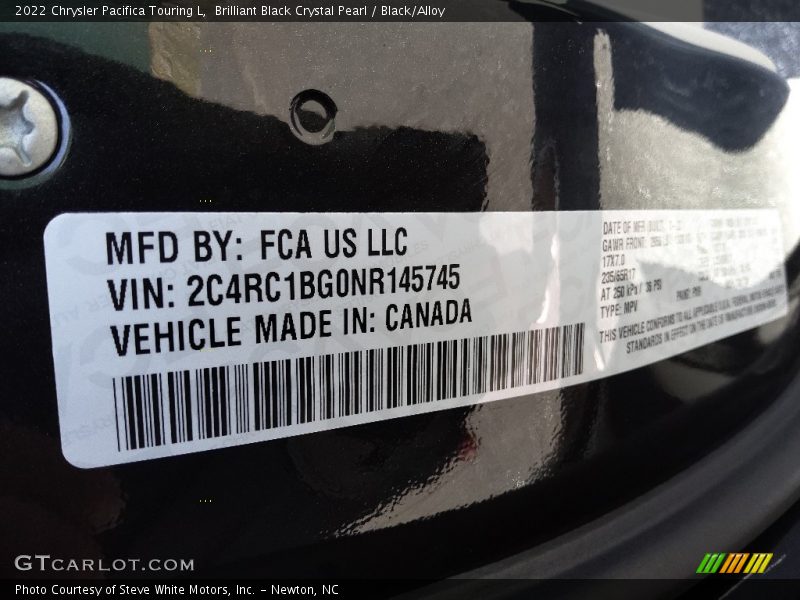 2022 Chrysler Pacifica Touring L, Brilliant Black Crystal Pearl / Black/Alloy
MFD BY: FCA US LLC
VIN: 2C4RC1BG0NR145745
VEHICLE MADE IN: CANADA
DATE OF MFR
GAWR FRONT:
17X7.0
235/65R17
AT 250 kPa / 36 PSI
PAINT: PX8
TYPE: MPV
THIS VEHICLE CONFORMS TO ALL APPLICABLE FEDERAL MOTOR
STANDARDS IN EFFECT ON THE DATE OF MANUFACTURE
GTCARLOT.COM
Photo Courtesy of Steve White Motors, Inc. – Newton, NC